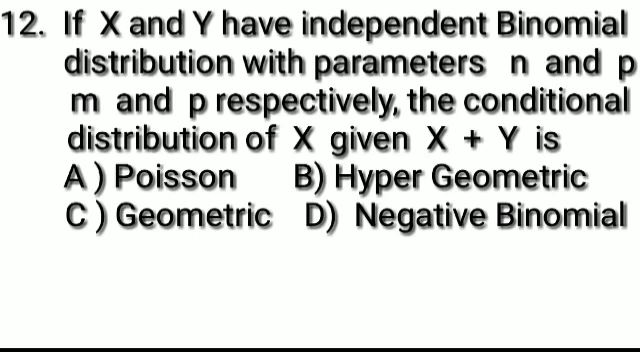 12. If X and Y have independent Binomial
distribution with parameters n and p
m and p respectively, the conditional
distribution of X given X + Y is
A ) Poisson B) Hyper Geometric
C ) Geometric D) Negative Binomial